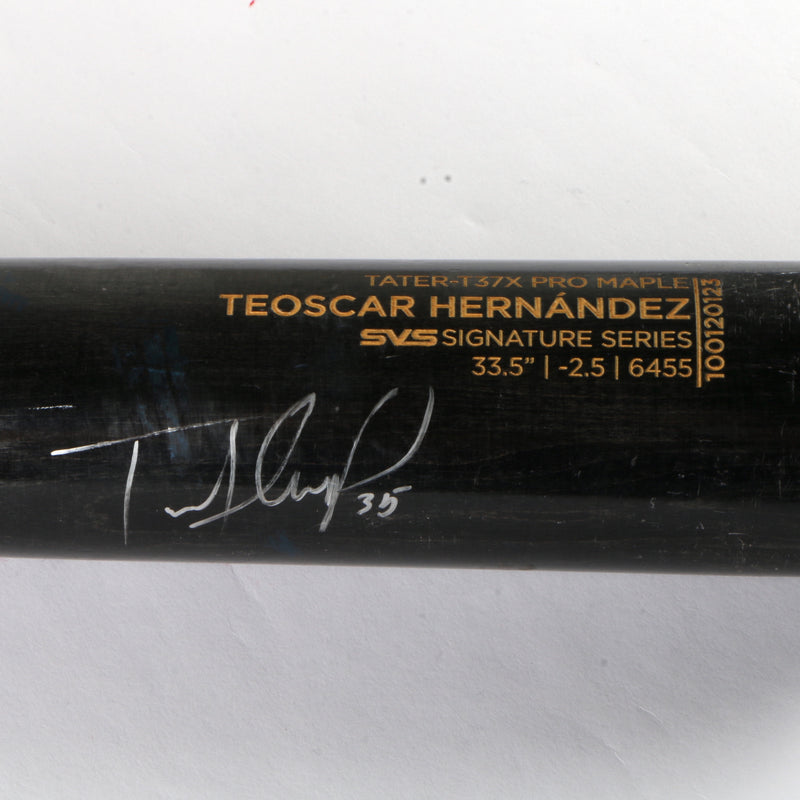 TATER-T37X PRO MAPLE
TEOSCAR HERNÁNDEZ
SVS SIGNATURE SERIES
33.5" | -2.5 | 6455
100120123
35